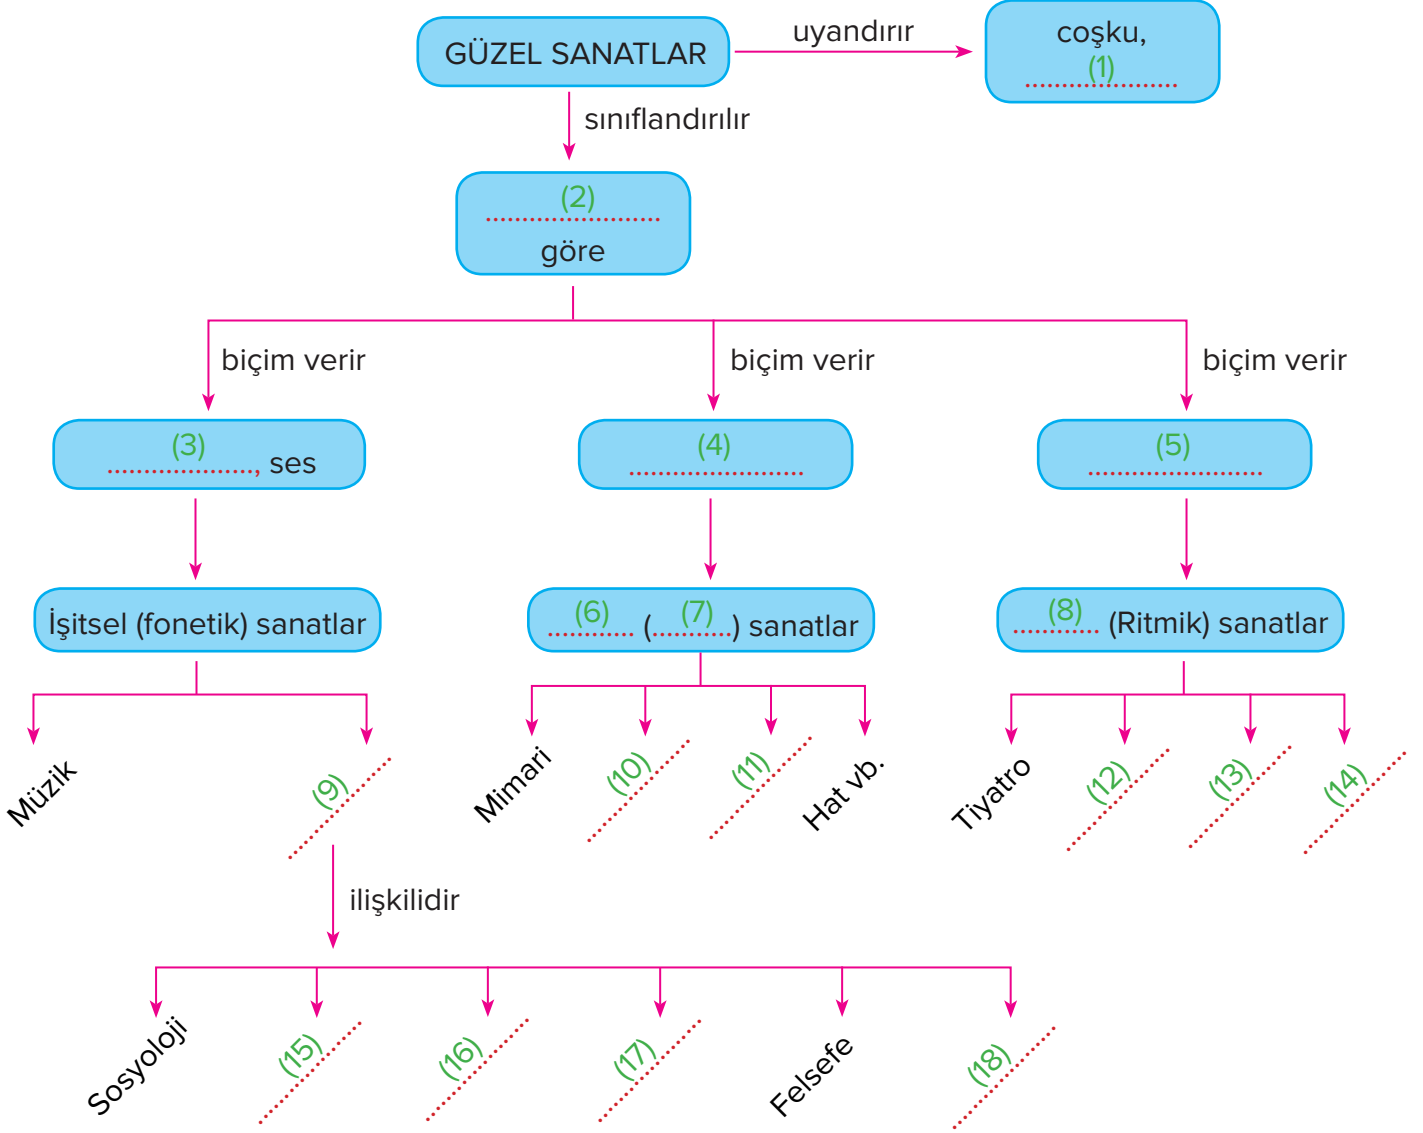 GÜZEL SANATLAR
uyandırır
coşku,
(1)
sınıflandırılır
(2)
göre
biçim verir
biçim verir
biçim verir
(3)
, ses
(4)
(5)
İşitsel (fonetik) sanatlar
(6) ( (7) ) sanatlar
(8) (Ritmik) sanatlar
Müzik
(9)
Mimari
(10)
(11)
Hat vb.
Tiyatro
(12)
(13)
(14)
ilişkilidir
Sosyoloji
(15)
(16)
(17)
Felsefe
(18)